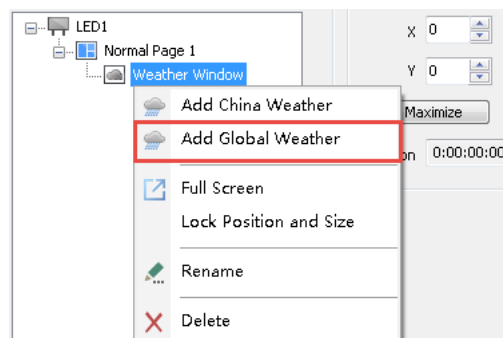 LED1
X 0
Normal Page 1
Weather Window
Y 0
Add China Weather
Maximize
Add Global Weather
0:00:00:00
Full Screen
Lock Position and Size
Rename
Delete